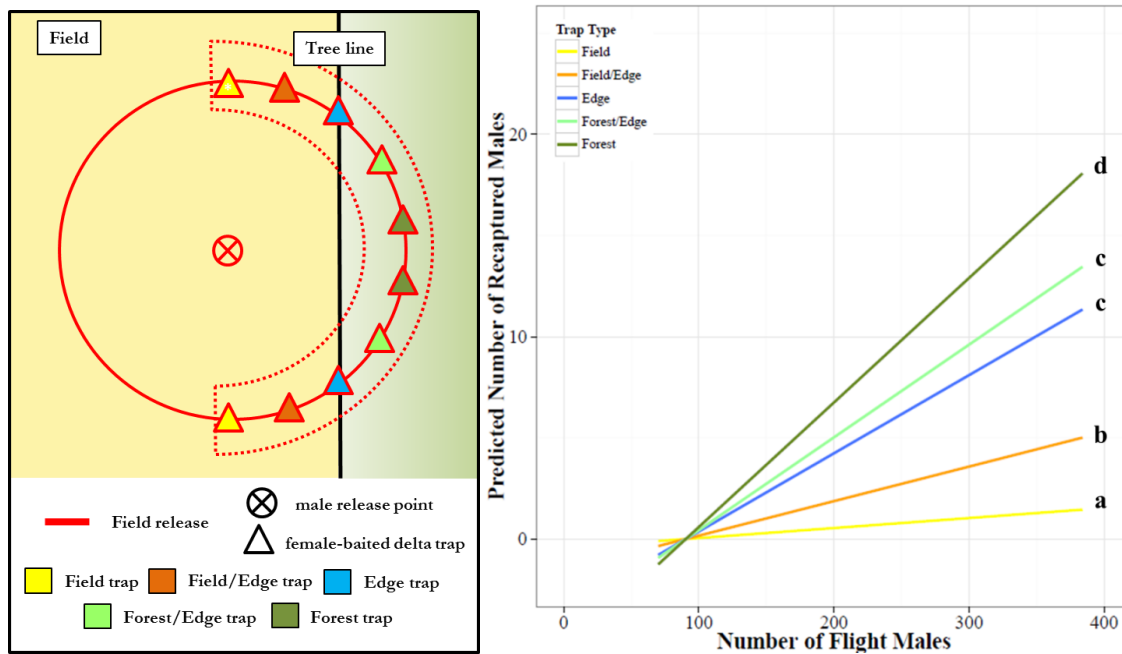 Field
Tree line
Field release
male release point
female-baited delta trap
Field trap
Field/Edge trap
Edge trap
Forest/Edge trap
Forest trap
Predicted Number of Recaptured Males
20
10
0
Trap Type
Field
Field/Edge
Edge
Forest/Edge
Forest
d
c
c
b
a
0
100
200
300
400
Number of Flight Males